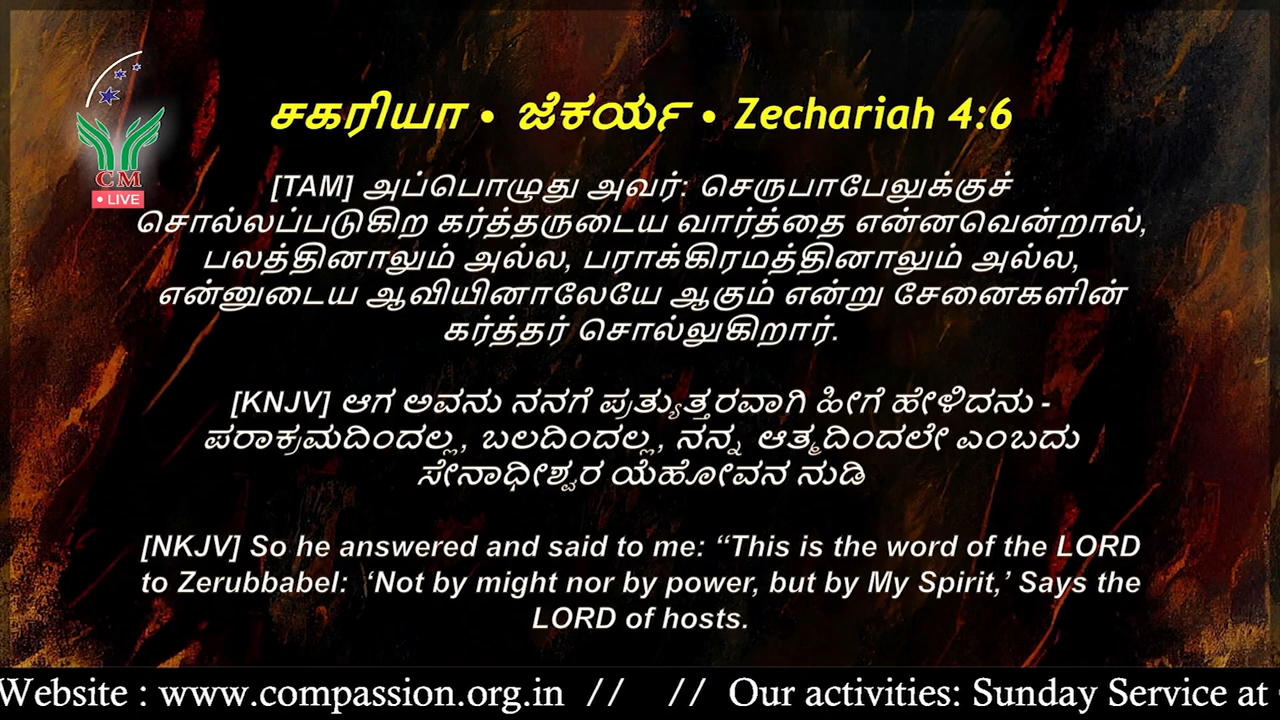 சகரியா • ಜೆಕರ್ಯ • Zechariah 4:6
CM
• LIVE
[TAM] அப்பொழுது அவர்: செருபாபேலுக்குச்
சொல்லப்படுகிற கர்த்தருடைய வார்த்தை என்னவென்றால்,
பலத்தினாலும் அல்ல, பராக்கிரமத்தினாலும் அல்ல,
என்னுடைய ஆவியினாலேயே ஆகும் என்று சேனைகளின்
கர்த்தர் சொல்லுகிறார்.
[KNJV] ಆಗ ಅವನು ನನಗೆ ಪ್ರತ್ಯುತ್ತರವಾಗಿ ಹೀಗೆ ಹೇಳಿದನು -
ಪರಾಕ್ರಮದಿಂದಲ್ಲ, ಬಲದಿಂದಲ್ಲ, ನನ್ನ ಆತ್ಮದಿಂದಲೇ ಎಂಬದು
ಸೇನಾಧೀಶ್ವರ ಯೆಹೋವನ ನುಡಿ
[NKJV] So he answered and said to me: “This is the word of the LORD
to Zerubbabel: ‘Not by might nor by power, but by My Spirit,’ Says the
LORD of hosts.
Website : www.compassion.org.in // // Our activities: Sunday Service at